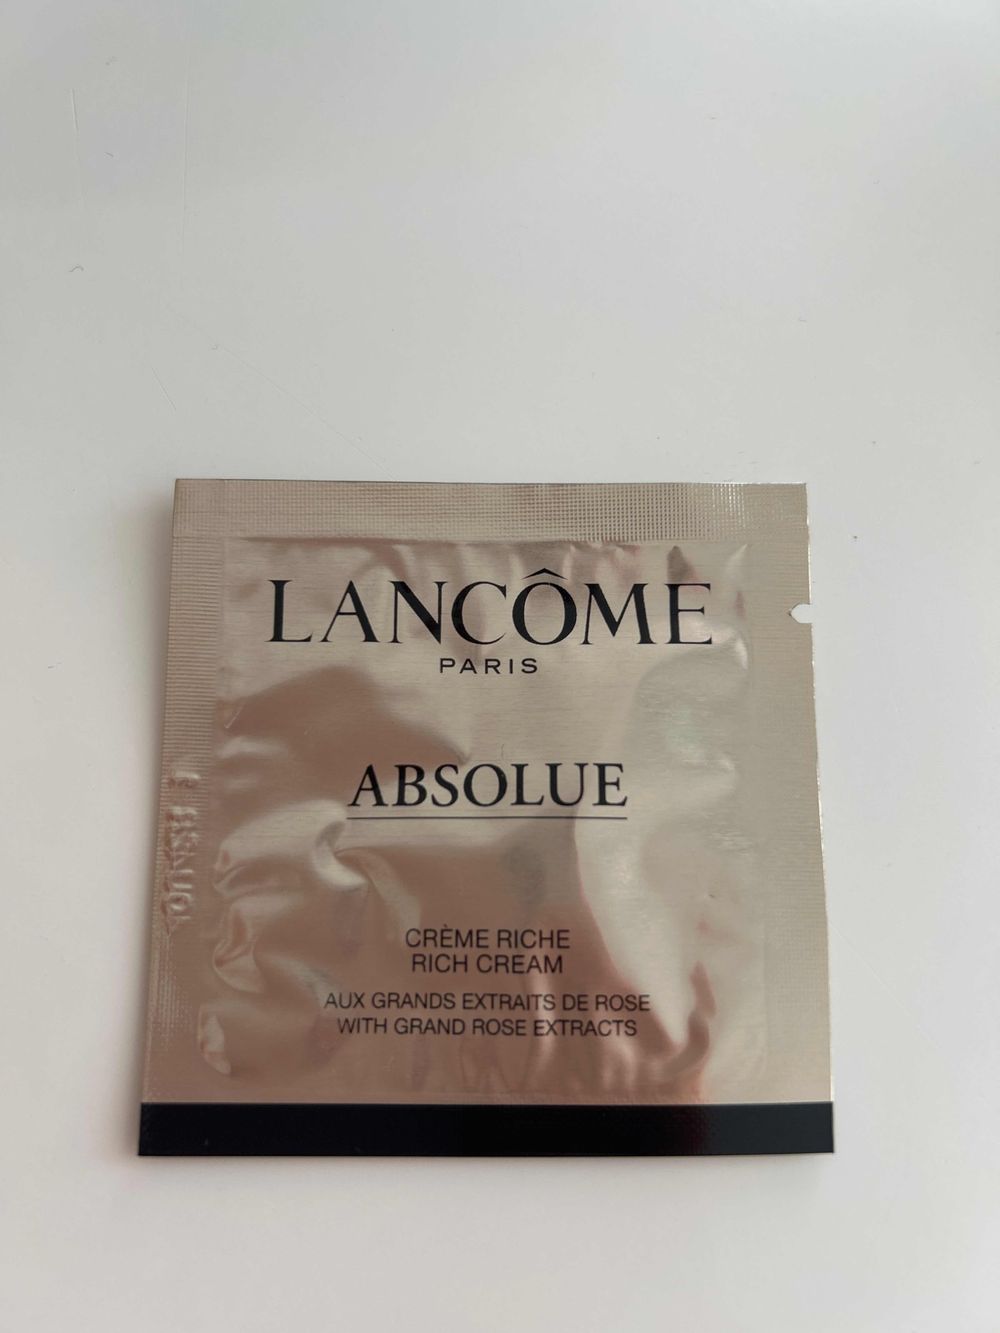 LANCÔME
PARIS
ABSOLUE
CRÈME RICHE
RICH CREAM
AUX GRANDS EXTRAITS DE ROSE
WITH GRAND ROSE EXTRACTS